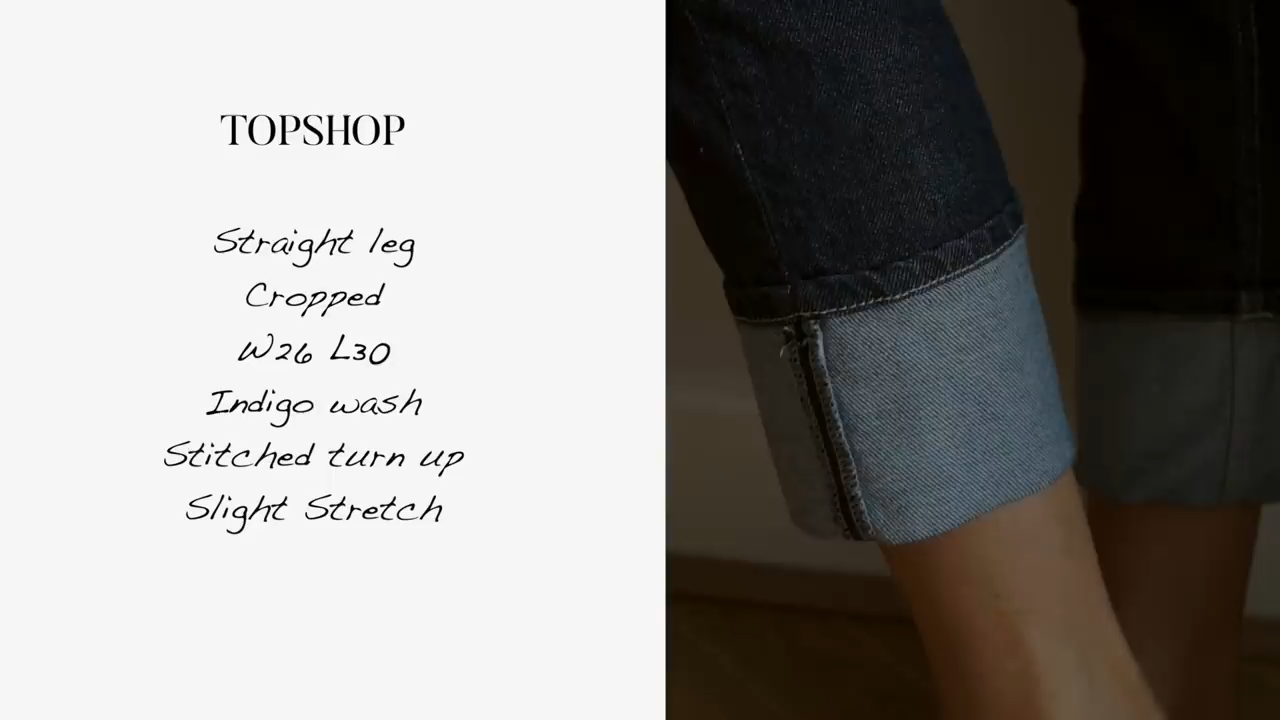 TOPSHOP
Straight leg
Cropped
W26 L30
Indigo wash
Stitched turn up
Slight Stretch